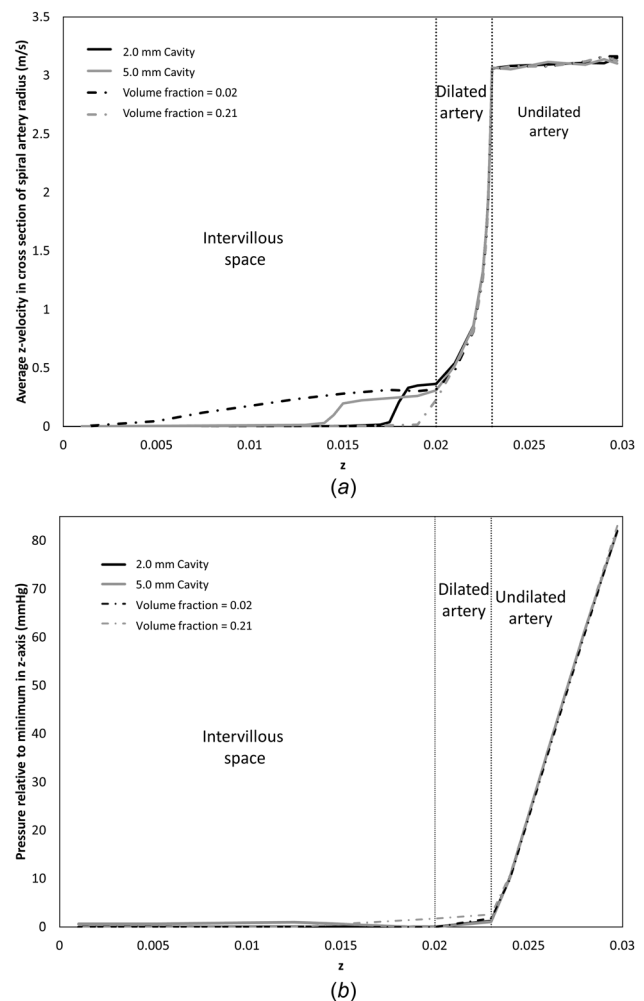 3.5
3
2.5
2
1.5
1
0.5
0
Average z-velocity in cross section of spiral artery radius (m/s)
2.0 mm Cavity
5.0 mm Cavity
Volume fraction = 0.02
Volume fraction = 0.21
Dilated
artery
Undilated
artery
Intervillous
space
0 0.005 0.01 0.015 0.02 0.025 0.03
z
(a)
80
70
60
50
40
30
20
10
0
Pressure relative to minimum in z-axis (mmHg)
2.0 mm Cavity
5.0 mm Cavity
Volume fraction = 0.02
Volume fraction = 0.21
Dilated
artery
Undilated
artery
Intervillous
space
0 0.005 0.01 0.015 0.02 0.025 0.03
z
(b)